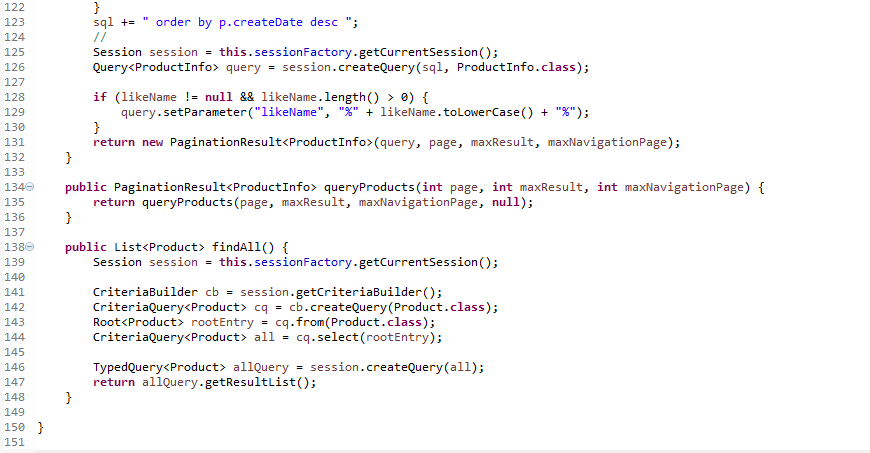 122         }
123         sql += " order by p.createDate desc ";
124         //
125         Session session = this.sessionFactory.getCurrentSession();
126         Query<ProductInfo> query = session.createQuery(sql, ProductInfo.class);
127
128         if (likeName != null && likeName.length() > 0) {
129             query.setParameter("likeName", "%" + likeName.toLowerCase() + "%");
130         }
131         return new PaginationResult<ProductInfo>(query, page, maxResult, maxNavigationPage);
132     }
133
134     public PaginationResult<ProductInfo> queryProducts(int page, int maxResult, int maxNavigationPage) {
135         return queryProducts(page, maxResult, maxNavigationPage, null);
136     }
137
138     public List<Product> findAll() {
139         Session session = this.sessionFactory.getCurrentSession();
140
141         CriteriaBuilder cb = session.getCriteriaBuilder();
142         CriteriaQuery<Product> cq = cb.createQuery(Product.class);
143         Root<Product> rootEntry = cq.from(Product.class);
144         CriteriaQuery<Product> all = cq.select(rootEntry);
145
146         TypedQuery<Product> allQuery = session.createQuery(all);
147         return allQuery.getResultList();
148     }
149
150 }
151